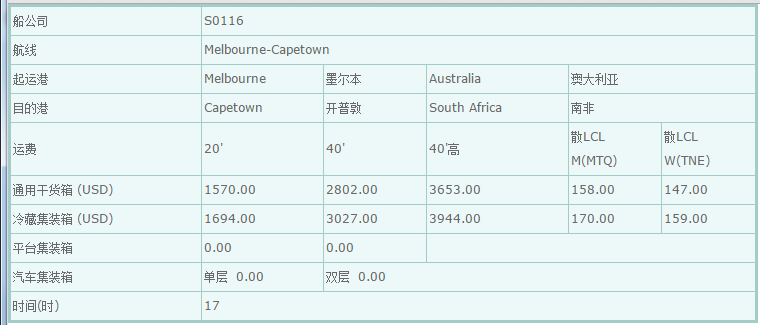 船公司 S0116
航线 Melbourne-Capetown
起运港 Melbourne 墨尔本 Australia 澳大利亚
目的港 Capetown 开普敦 South Africa 南非
运费 20' 40' 40'高 散LCL M(MTQ) 散LCL W(TNE)
通用干货箱 (USD) 1570.00 2802.00 3653.00 158.00 147.00
冷藏集装箱 (USD) 1694.00 3027.00 3944.00 170.00 159.00
平台集装箱 0.00 0.00
汽车集装箱 单层 0.00 双层 0.00
时间(时) 17